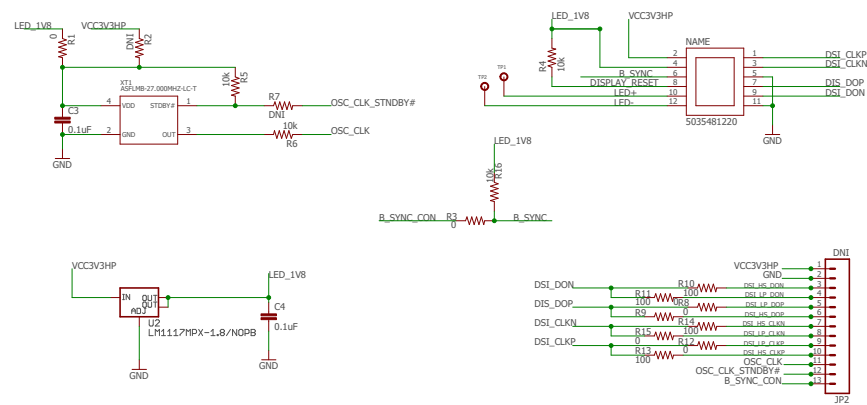 LED_1V8
VCC3V3HP
0
R1
DNI
R2
XT1
ASFLMB-27.000MHZ-LC-T
10k
R5
4 VDD STDBY# 1
R7
DNI
OSC_CLK_STNDBY#
C3
0.1uF
2 GND OUT 3
10k
R6
OSC_CLK
GND
LED_1V8
VCC3V3HP
R4
10k
NAME
2 1 DSI_CLKP
4 3 DSI_CLKN
B_SYNC 6 5
DISPLAY_RESET 8 7 DIS_DOP
TP1
TP2
LED+ 10 9 DSI_DON
LED- 12 11
5035481220
GND
LED_1V8
10k
R16
B_SYNC_CON R3 B_SYNC
0
VCC3V3HP
IN OUT
OUT
ADJ
U2
LM1117MPX-1.8/NOPB
LED_1V8
C4
0.1uF
GND
GND
DNI
VCC3V3HP 1
GND 2
DSI_DON R10 DSI_HS_DON 3
R11 100 DSI_LP_DON 4
DIS_DOP 100 0 R8 DSI_LP_DOP 5
R9 0 DSI_HS_DOP 6
DSI_CLKN R14 DSI_HS_CLKN 7
R15 100 DSI_LP_CLKN 8
DSI_CLKP 0 R12 DSI_LP_CLKP 9
R13 0 DSI_HS_CLKP 10
100
OSC_CLK 11
OSC_CLK_STNDBY# 12
B_SYNC_CON 13
JP2